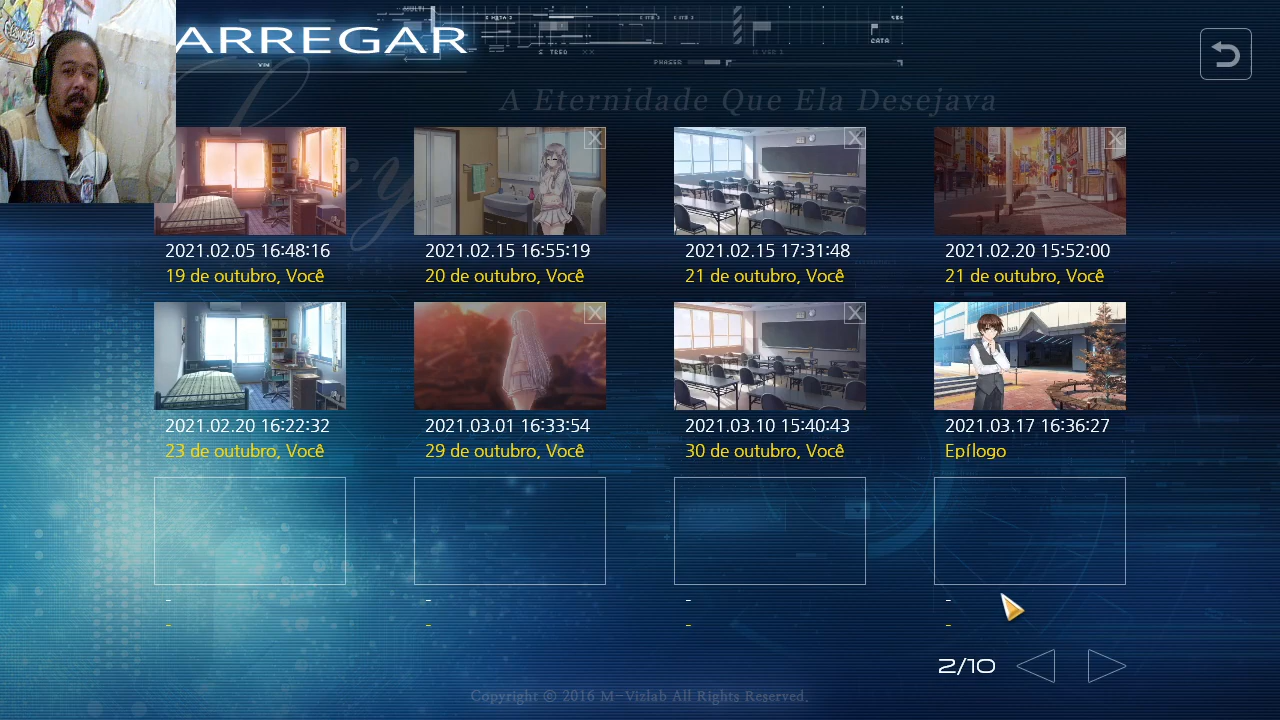 ARREGAR
A Eternidade Que Ela Desejava
2021.02.05 16:48:16
19 de outubro, Você
2021.02.15 16:55:19
20 de outubro, Você
2021.02.15 17:31:48
21 de outubro, Você
2021.02.20 15:52:00
21 de outubro, Você
2021.02.20 16:22:32
23 de outubro, Você
2021.03.01 16:33:54
29 de outubro, Você
2021.03.10 15:40:43
30 de outubro, Você
2021.03.17 16:36:27
Epílogo
-
-
-
-
-
-
-
-
2/10
Copyright © 2016 M-Vizlab All Rights Reserved.